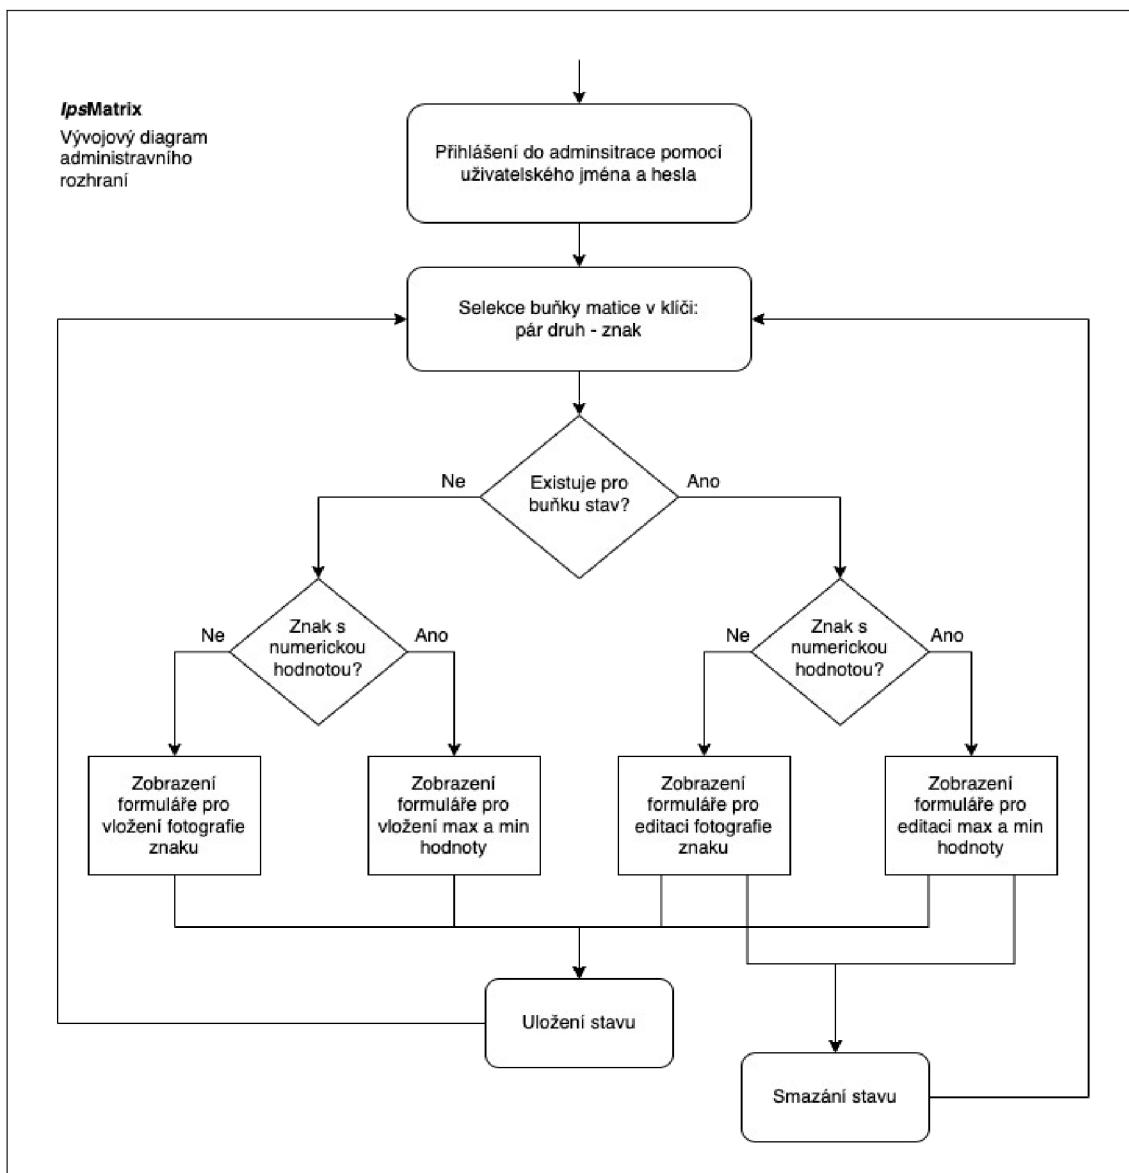 IpsMatrix
Vývojový diagram
administravního
rozhraní
Přihlášení do adminsitrace pomocí
uživatelského jména a hesla
Selekce buňky matice v klíči:
pár druh - znak
Ne
Existuje pro
buňku stav?
Ano
Ne
Znak s
numerickou
hodnotou?
Ano
Ne
Znak s
numerickou
hodnotou?
Ano
Zobrazení
formuláře pro
vložení fotografie
znaku
Zobrazení
formuláře pro
vložení max a min
hodnoty
Zobrazení
formuláře pro
editaci fotografie
znaku
Zobrazení
formuláře pro
editaci max a min
hodnoty
Uložení stavu
Smazání stavu